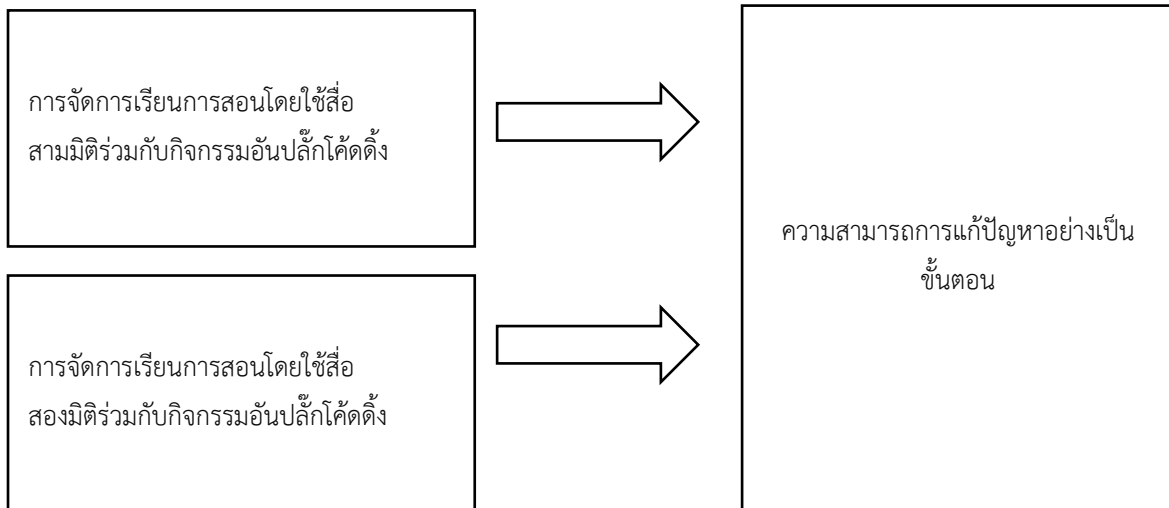 การจัดการเรียนการสอนโดยใช้สื่อ
สามมิติร่วมกับกิจกรรมอันปลั๊กโค้ดดิ้ง
การจัดการเรียนการสอนโดยใช้สื่อ
สองมิติร่วมกับกิจกรรมอันปลั๊กโค้ดดิ้ง
ความสามารถการแก้ปัญหาอย่างเป็น
ขั้นตอน